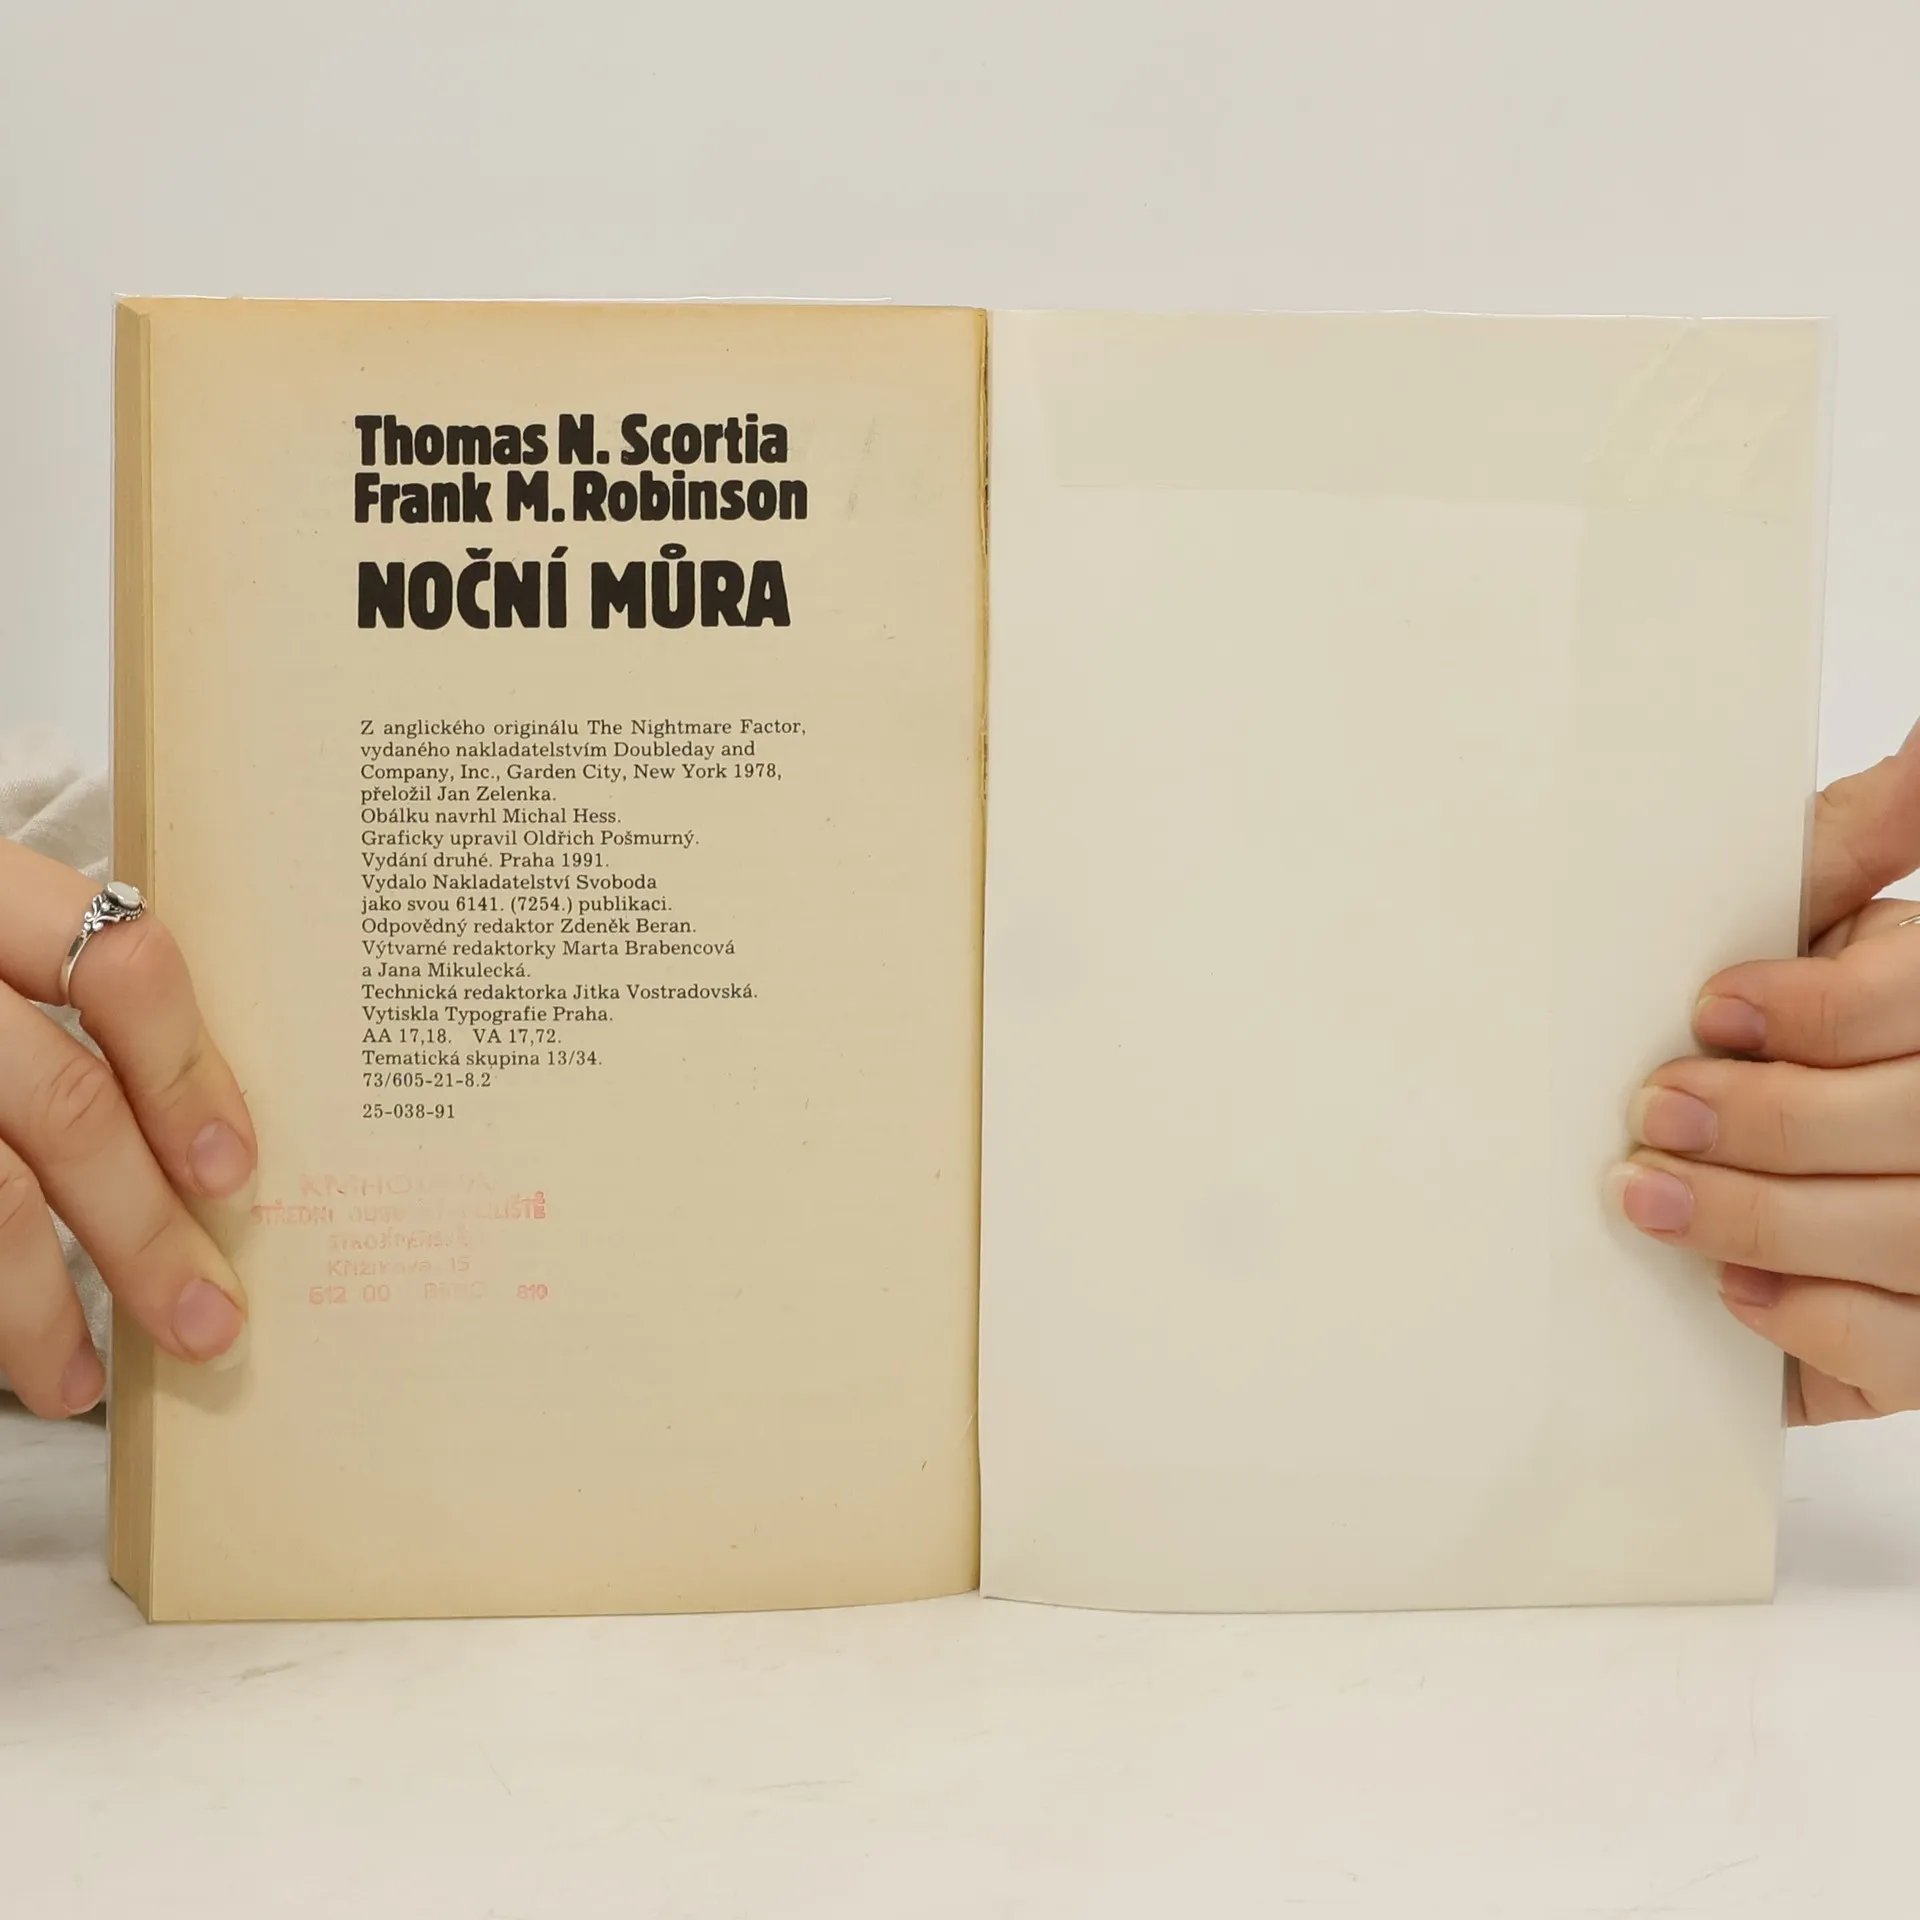 Thomas N. Scortia
Frank M. Robinson
NOČNÍ MŮRA
Z anglického originálu The Nightmare Factor,
vydaného nakladatelstvím Doubleday and
Company, Inc., Garden City, New York 1978,
přeložil Jan Zelenka.
Obálku navrhl Michal Hess.
Graficky upravil Oldřich Pošmurný.
Vydání druhé. Praha 1991.
Vydalo Nakladatelství Svoboda
jako svou 6141. (7254.) publikaci.
Odpovědný redaktor Zdeněk Beran.
Výtvarné redaktorky Marta Brabencová
a Jana Mikulecká.
Technická redaktorka Jitka Vostradovská.
Vytiskla Typografie Praha.
AA 17,18. VA 17,72.
Tematická skupina 13/34.
73/605-21-8.2
25-038-91
STŘEDNÍ
Křižíkova 15
612 00 BRNO 810